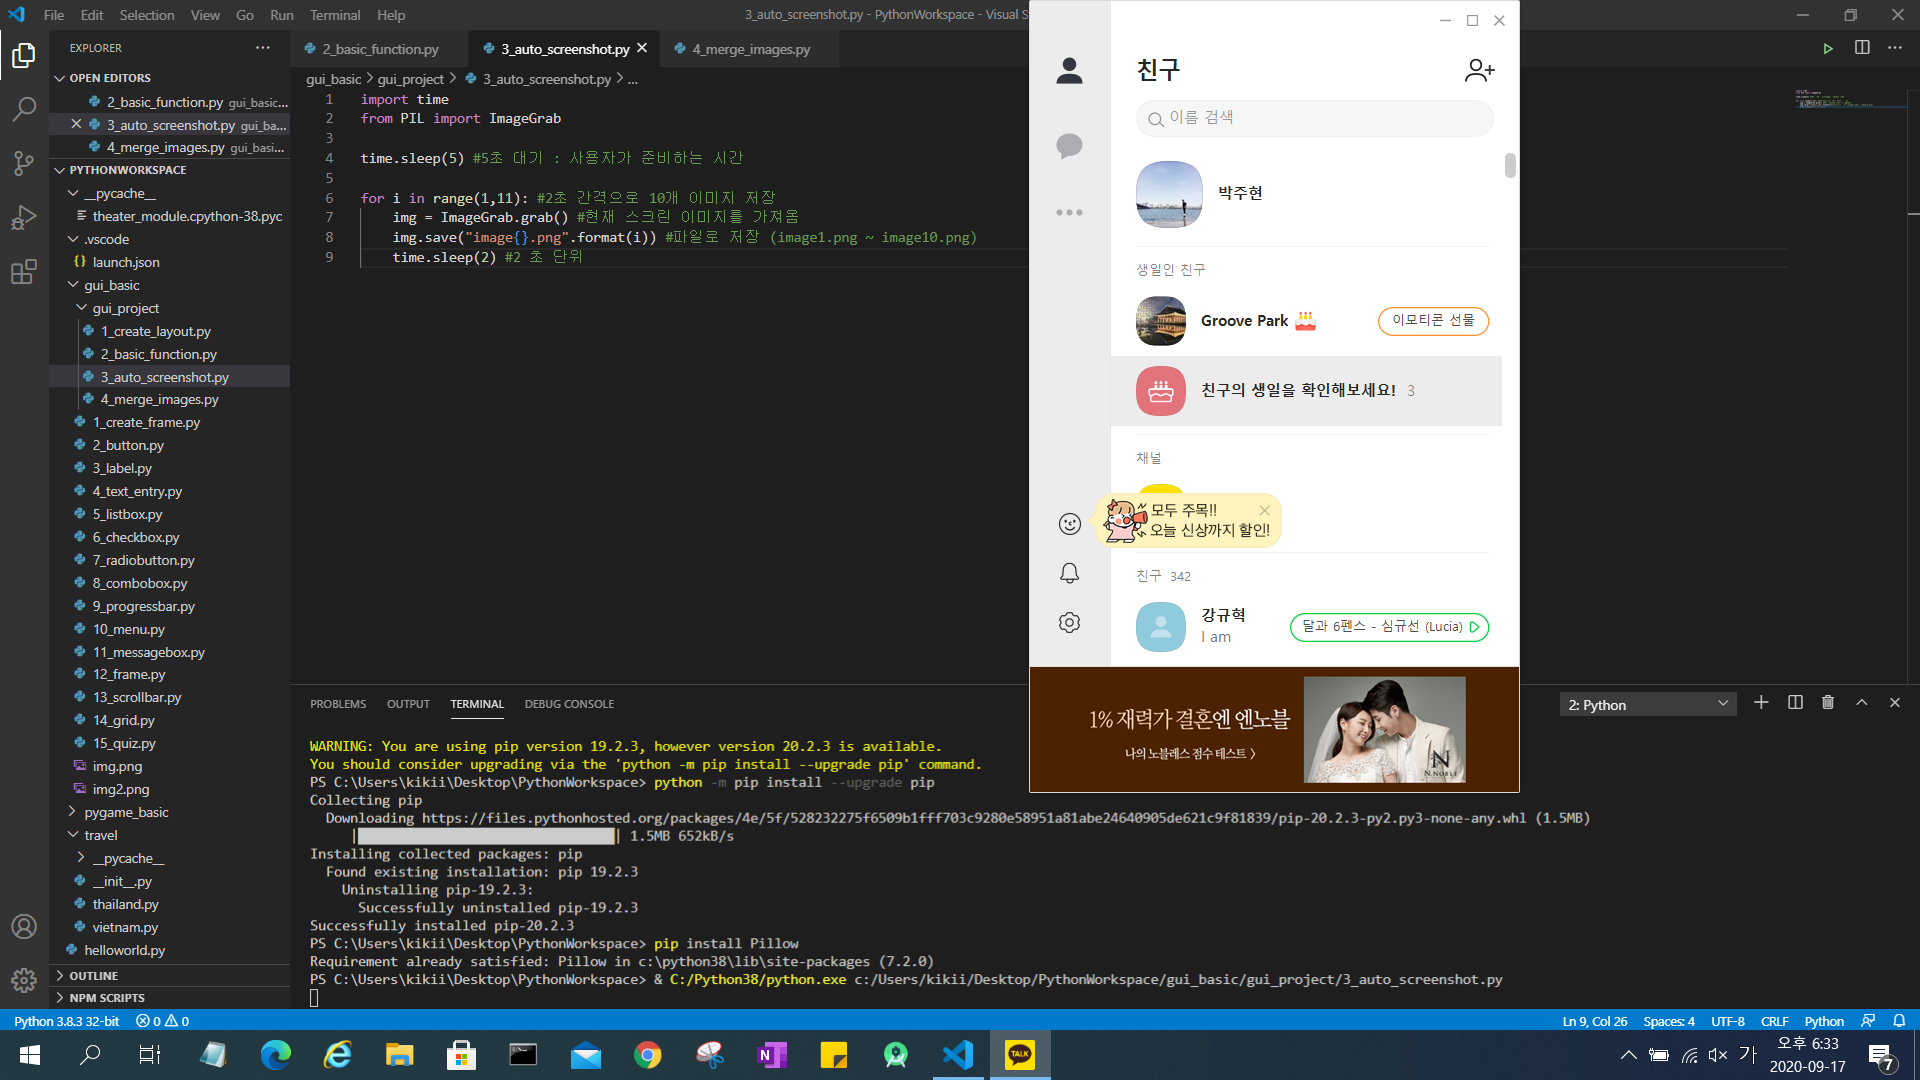 File Edit Selection View Go Run Terminal Help
3_auto_screenshot.py - PythonWorkspace - Visual S
EXPLORER
OPEN EDITORS
2_basic_function.py gui_basic...
3_auto_screenshot.py gui_ba...
4_merge_images.py gui_basi...
PYTHONWORKSPACE
__pycache__
theater_module.cpython-38.pyc
.vscode
launch.json
gui_basic
gui_project
1_create_layout.py
2_basic_function.py
3_auto_screenshot.py
4_merge_images.py
1_create_frame.py
2_button.py
3_label.py
4_text_entry.py
5_listbox.py
6_checkbox.py
7_radiobutton.py
8_combobox.py
9_progressbar.py
10_menu.py
11_messagebox.py
12_frame.py
13_scrollbar.py
14_grid.py
15_quiz.py
img.png
img2.png
pygame_basic
travel
__pycache__
__init__.py
thailand.py
vietnam.py
helloworld.py
OUTLINE
NPM SCRIPTS
2_basic_function.py 3_auto_screenshot.py 4_merge_images.py
gui_basic > gui_project > 3_auto_screenshot.py > ...
1 import time
2 from PIL import ImageGrab
3
4 time.sleep(5) #5초 대기 : 사용자가 준비하는 시간
5
6 for i in range(1,11): #2초 간격으로 10개 이미지 저장
7 img = ImageGrab.grab() #현재 스크린 이미지를 가져옴
8 img.save("image{}.png".format(i)) #파일로 저장 (image1.png ~ image10.png)
9 time.sleep(2) #2 초 단위
친구
이름 검색
박주현
생일인 친구
Groove Park 이모티콘 선물
친구의 생일을 확인해보세요! 3
채널
모두 주목!!
오늘 신상까지 할인!
친구 342
강규혁
I am
달과 6펜스 - 심규선 (Lucia)
1% 재력가 결혼엔 엔노블
나의 노블레스 점수 테스트 >
N
N.NOBLE
PROBLEMS OUTPUT TERMINAL DEBUG CONSOLE
2: Python
WARNING: You are using pip version 19.2.3, however version 20.2.3 is available.
You should consider upgrading via the 'python -m pip install --upgrade pip' command.
PS C:\Users\kikii\Desktop\PythonWorkspace> python -m pip install --upgrade pip
Collecting pip
Downloading https://files.pythonhosted.org/packages/4e/5f/528232275f6509b1fff703c9280e58951a81abe24640905de621c9f81839/pip-20.2.3-py2.py3-none-any.whl (1.5MB)
| | 1.5MB 652kB/s
Installing collected packages: pip
Found existing installation: pip 19.2.3
Uninstalling pip-19.2.3:
Successfully uninstalled pip-19.2.3
Successfully installed pip-20.2.3
PS C:\Users\kikii\Desktop\PythonWorkspace> pip install Pillow
Requirement already satisfied: Pillow in c:\python38\lib\site-packages (7.2.0)
PS C:\Users\kikii\Desktop\PythonWorkspace> & C:/Python38/python.exe c:/Users/kikii/Desktop/PythonWorkspace/gui_basic/gui_project/3_auto_screenshot.py
Python 3.8.3 32-bit 0 0
Ln 9, Col 26 Spaces: 4 UTF-8 CRLF Python
TALK
가
오후 6:33
2020-09-17
7